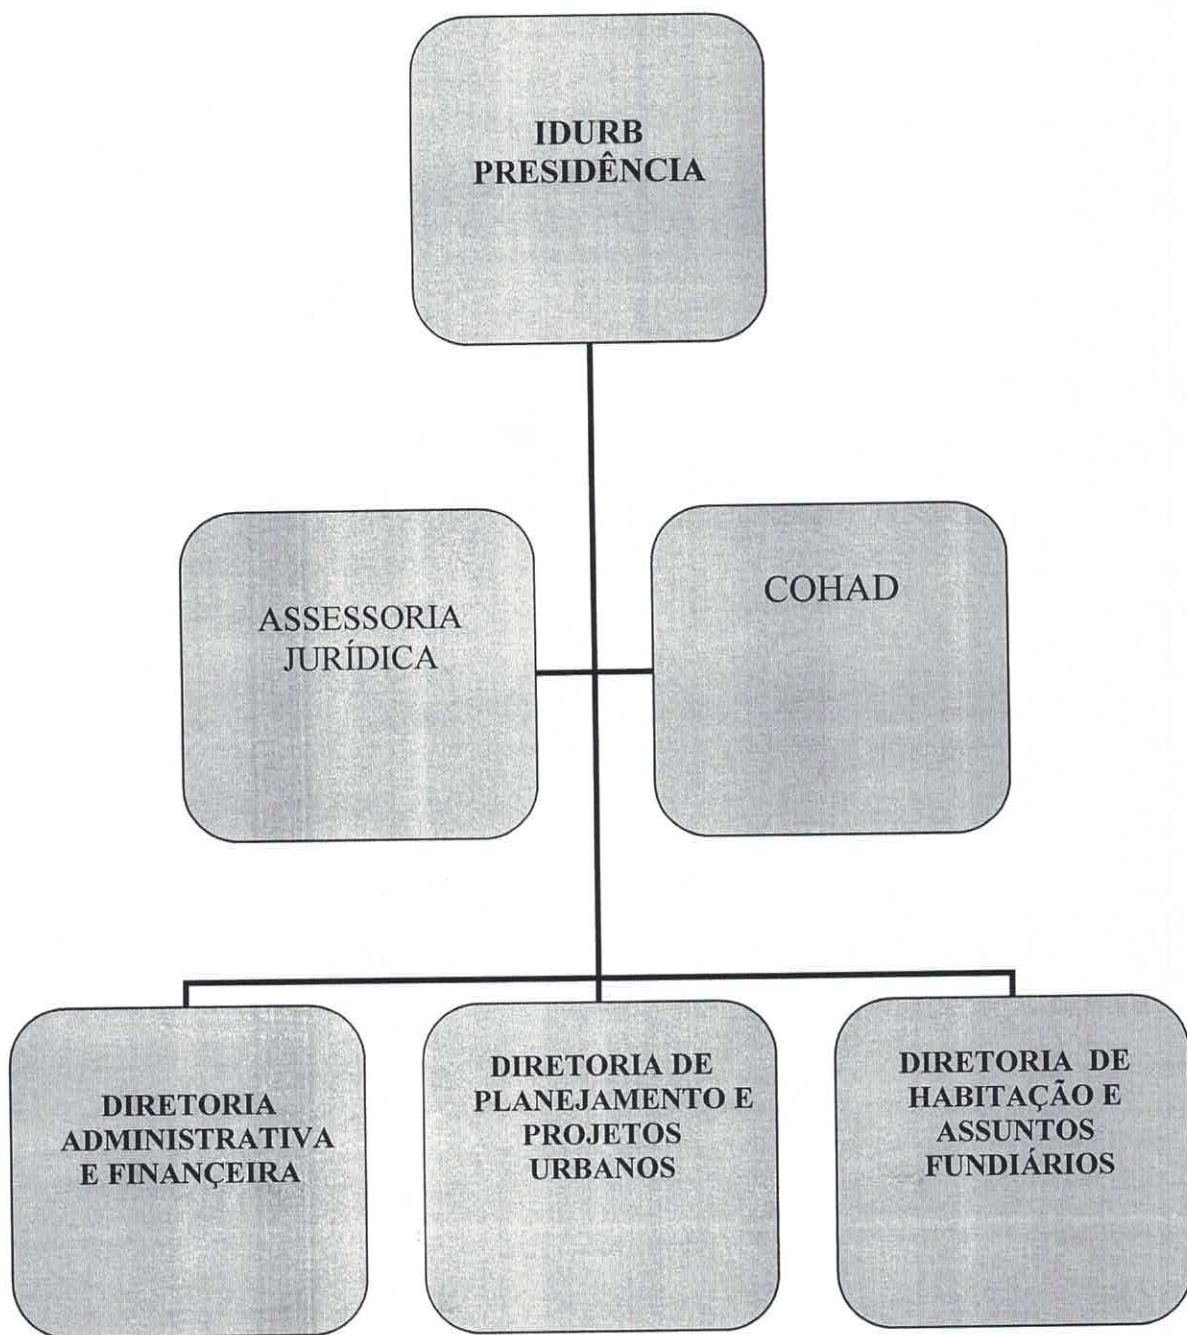 IDURB
PRESIDÊNCIA
ASSESSORIA
JURÍDICA
COHAD
DIRETORIA
ADMINISTRATIVA
E FINANÇEIRA
DIRETORIA DE
PLANEJAMENTO E
PROJETOS
URBANOS
DIRETORIA DE
HABITAÇÃO E
ASSUNTOS
FUNDIÁRIOS